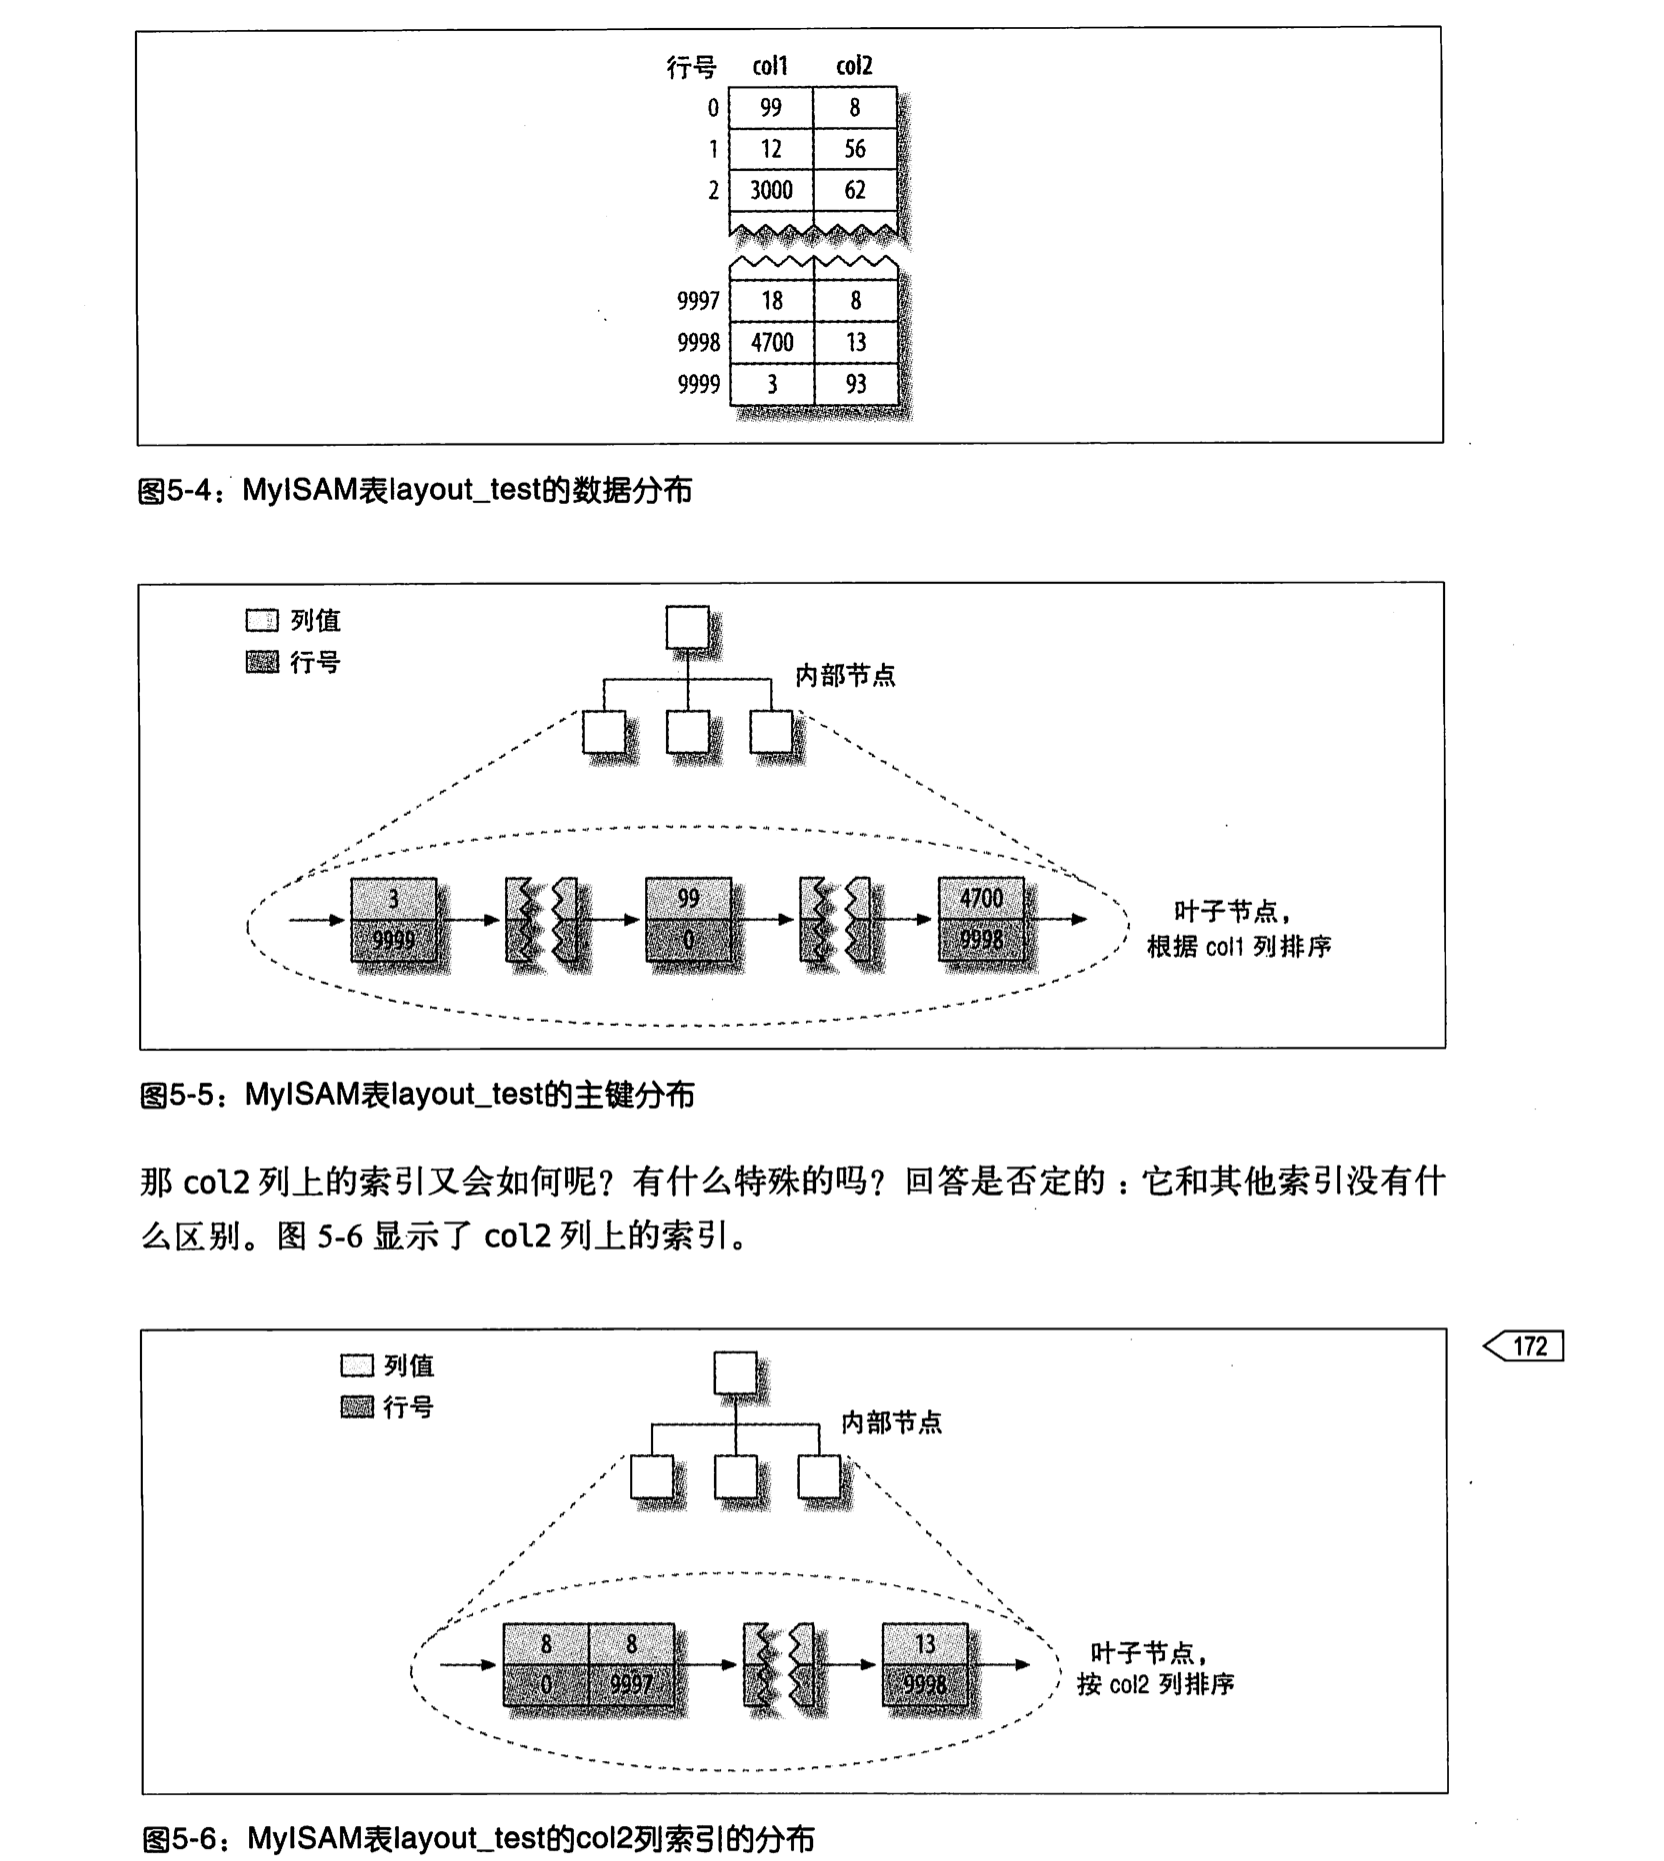 行号 col1 col2
0 99 8
1 12 56
2 3000 62
9997 18 8
9998 4700 13
9999 3 93
图5-4：MyISAM表layout_test的数据分布
列值
行号
内部节点
3 99 4700
9999 0 9998
叶子节点，
根据 col1 列排序
图5-5：MyISAM表layout_test的主键分布
那 col2 列上的索引又会如何呢？有什么特殊的吗？回答是否定的：它和其他索引没有什
么区别。图 5-6 显示了 col2 列上的索引。
172
列值
行号
内部节点
8 8 13
0 9997 9998
叶子节点，
按 col2 列排序
图5-6：MyISAM表layout_test的col2列索引的分布